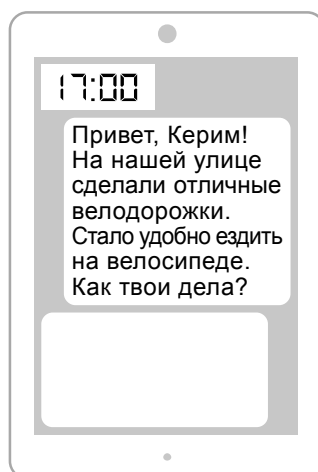 17:00
Привет, Керим!
На нашей улице
сделали отличные
велодорожки.
Стало удобно ездить
на велосипеде.
Как твои дела?